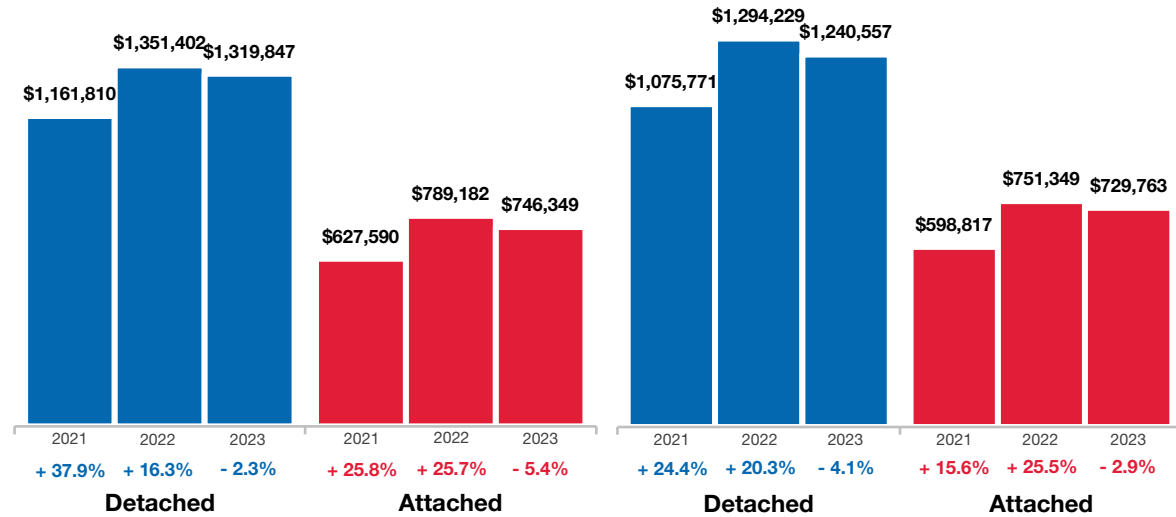 $1,161,810
$1,351,402
$1,319,847
$627,590
$789,182
$746,349
2021 2022 2023 2021 2022 2023
+ 37.9% + 16.3% - 2.3% + 25.8% + 25.7% - 5.4%
Detached Attached
$1,075,771
$1,294,229
$1,240,557
$598,817
$751,349
$729,763
2021 2022 2023 2021 2022 2023
+ 24.4% + 20.3% - 4.1% + 15.6% + 25.5% - 2.9%
Detached Attached